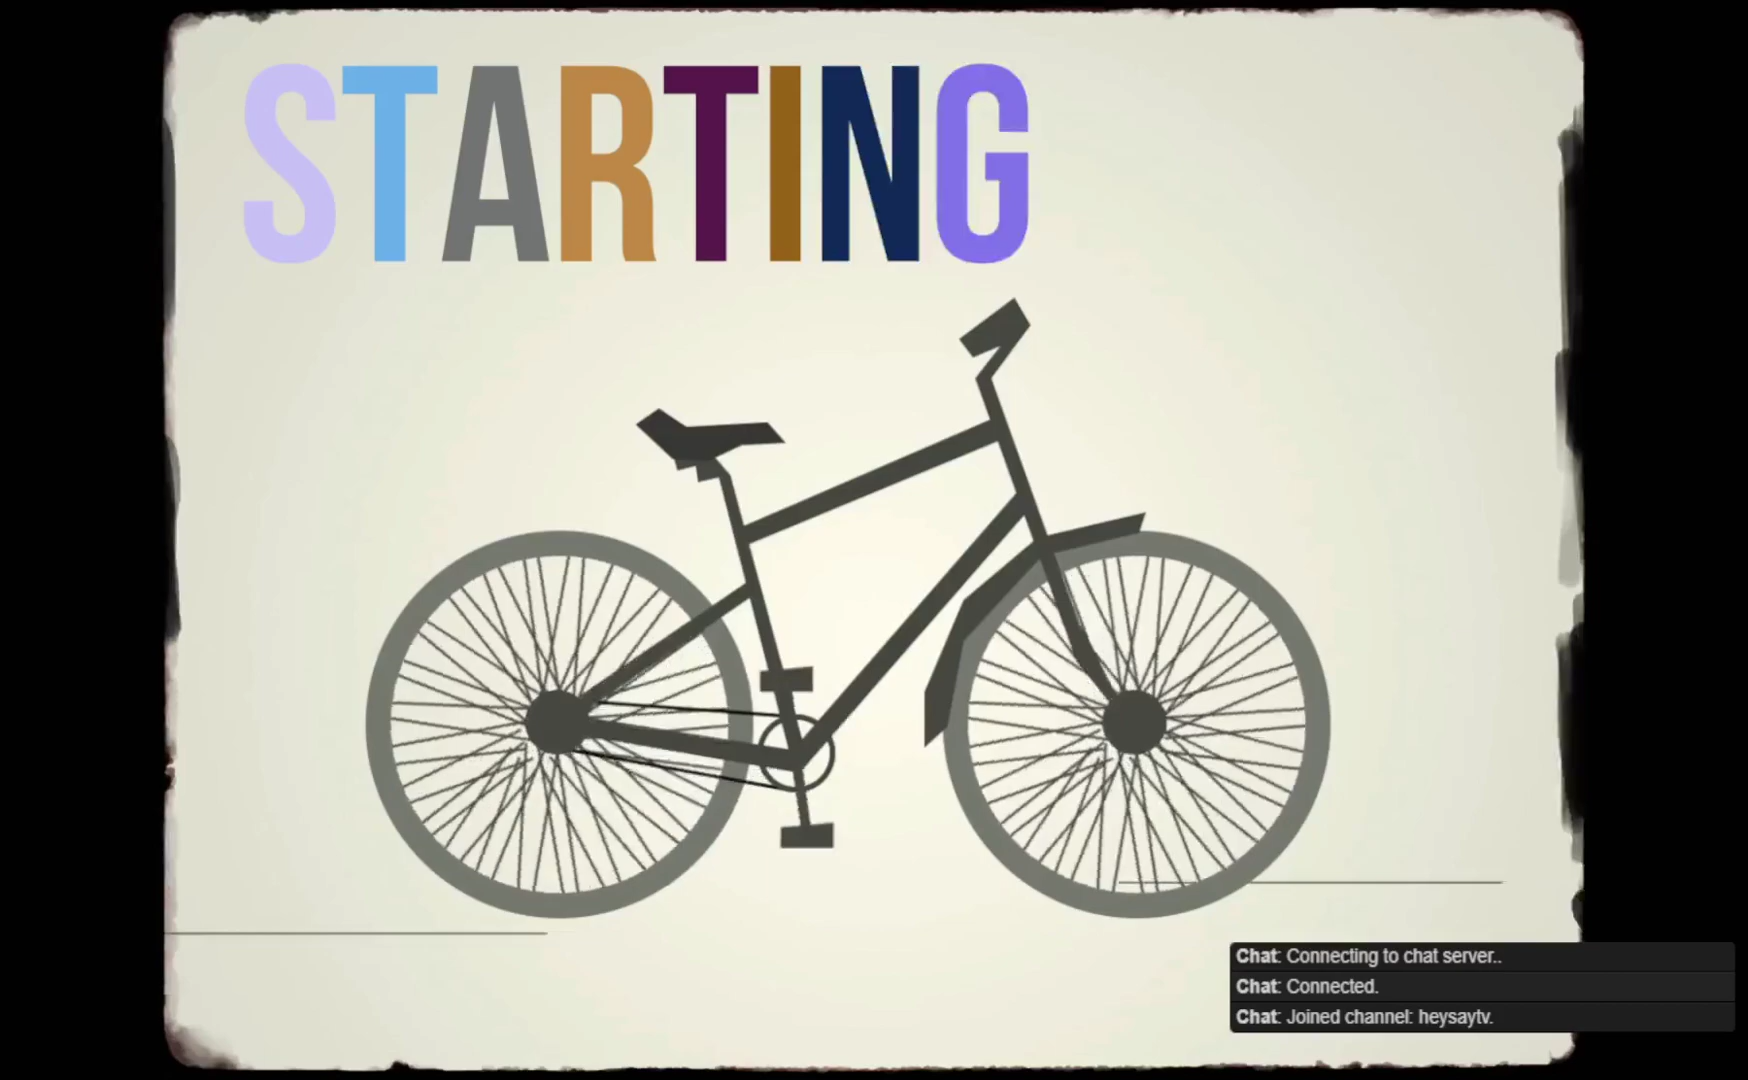 STARTING
Chat: Connecting to chat server..
Chat: Connected.
Chat: Joined channel: heysaytv.